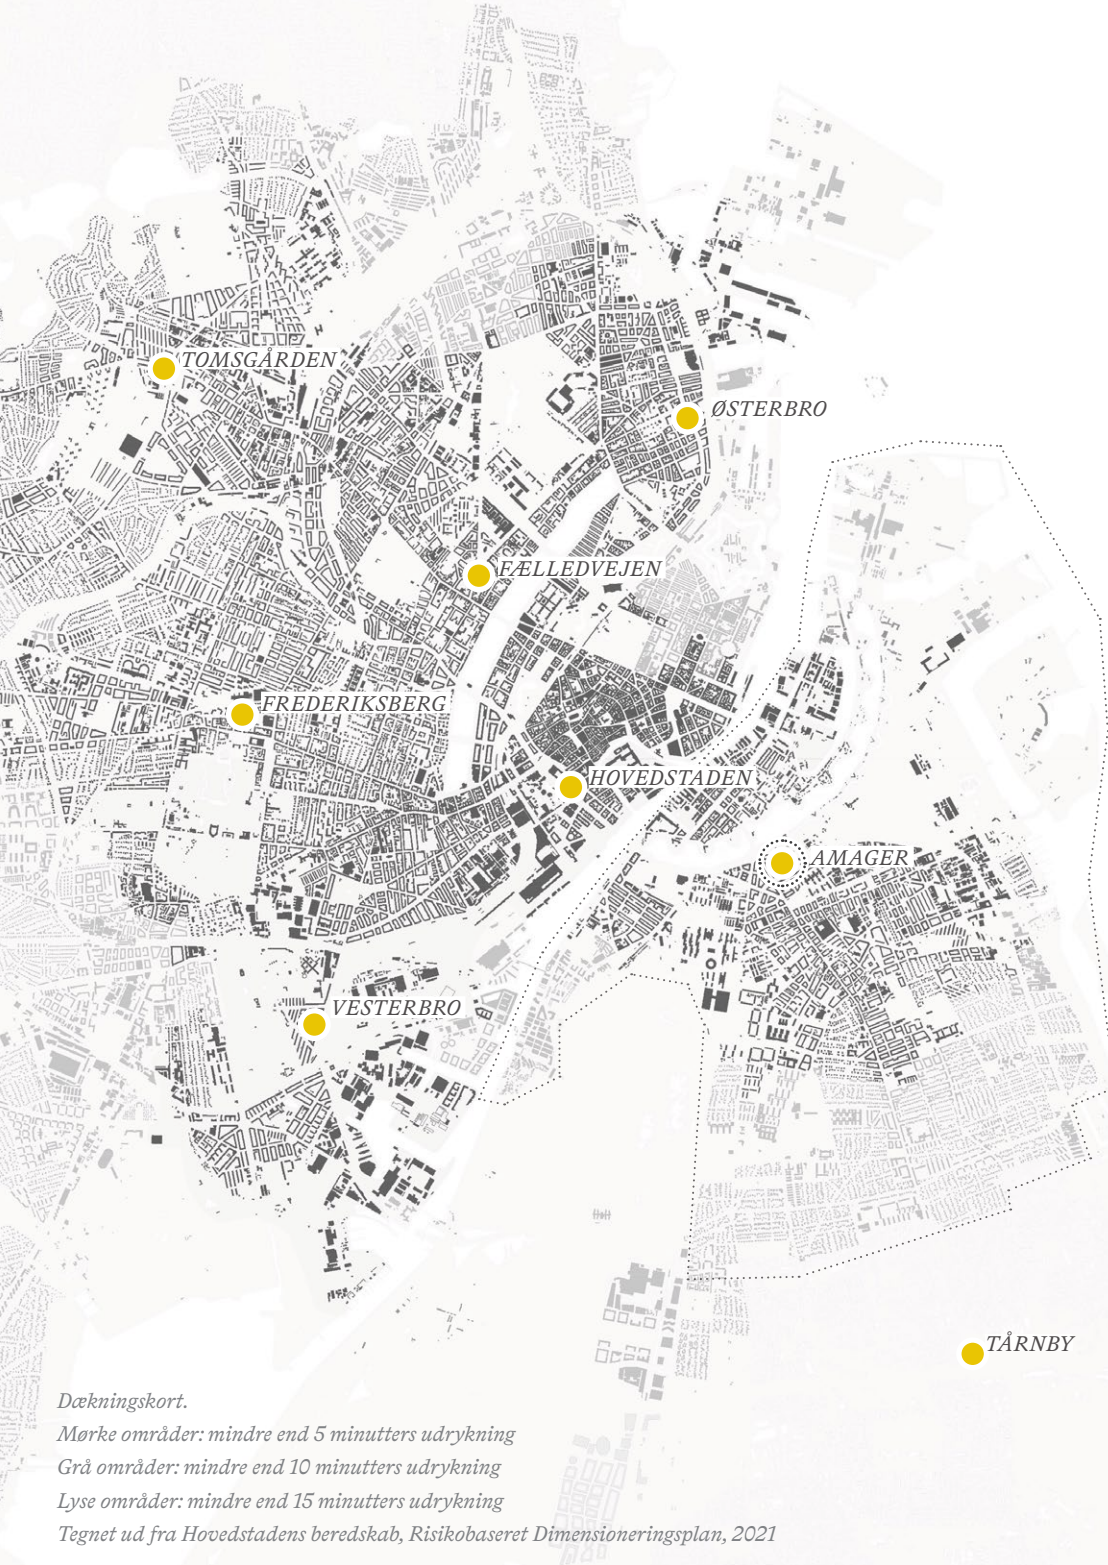 TOMSGÅRDEN
ØSTERBRO
FÆLLEDVEJEN
FREDERIKSBERG
HOVEDSTADEN
AMAGER
VESTERBRO
TÅRNBY
Dækningskort.
Mørke områder: mindre end 5 minutters udrykning
Grå områder: mindre end 10 minutters udrykning
Lyse områder: mindre end 15 minutters udrykning
Tegnet ud fra Hovedstadens beredskab, Risikobaseret Dimensioneringsplan, 2021